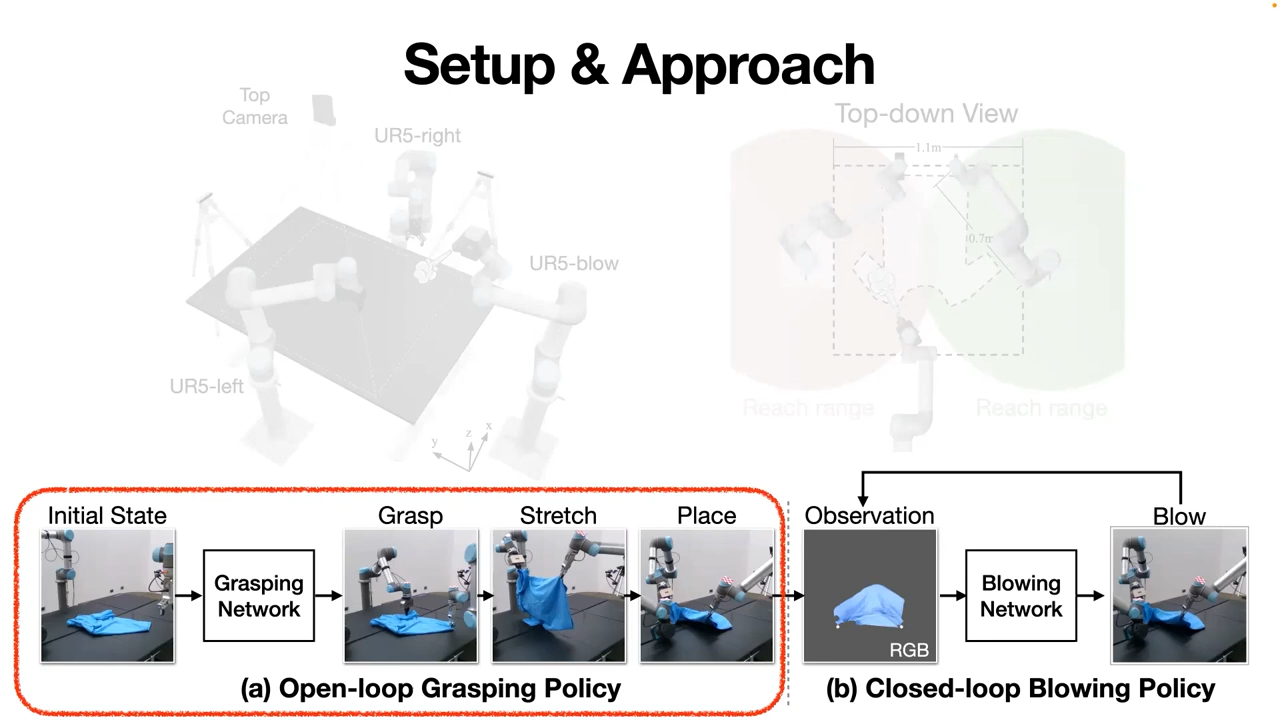 Setup & Approach
Top
Camera
UR5-right
UR5-blow
UR5-left
y
z
x
Top-down View
1.1m
0.7m
Reach range
Reach range
Initial State
Grasping
Network
Grasp
Stretch
Place
(a) Open-loop Grasping Policy
Observation
RGB
Blowing
Network
Blow
(b) Closed-loop Blowing Policy